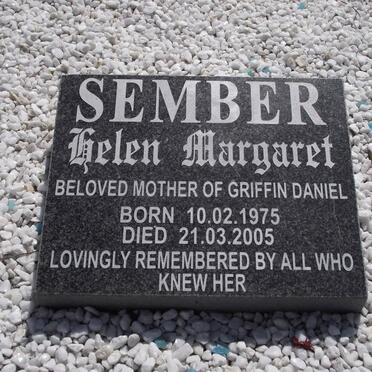 SEMBER
Helen Margaret
BELOVED MOTHER OF GRIFFIN DANIEL
BORN 10.02.1975
DIED 21.03.2005
LOVINGLY REMEMBERED BY ALL WHO
KNEW HER